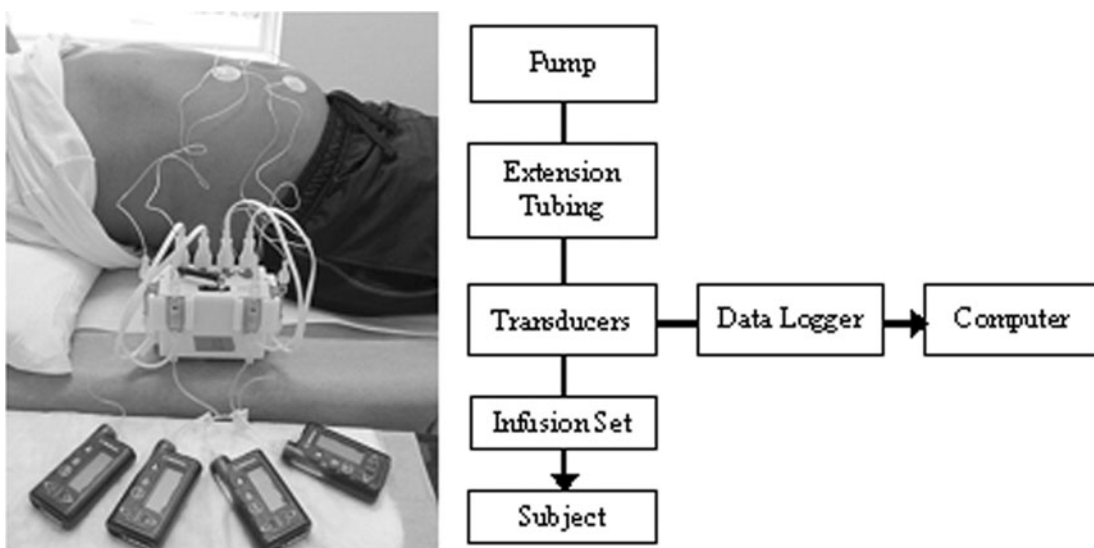 Pump
Extension
Tubing
Transducers
Data Logger
Computer
Infusion Set
Subject